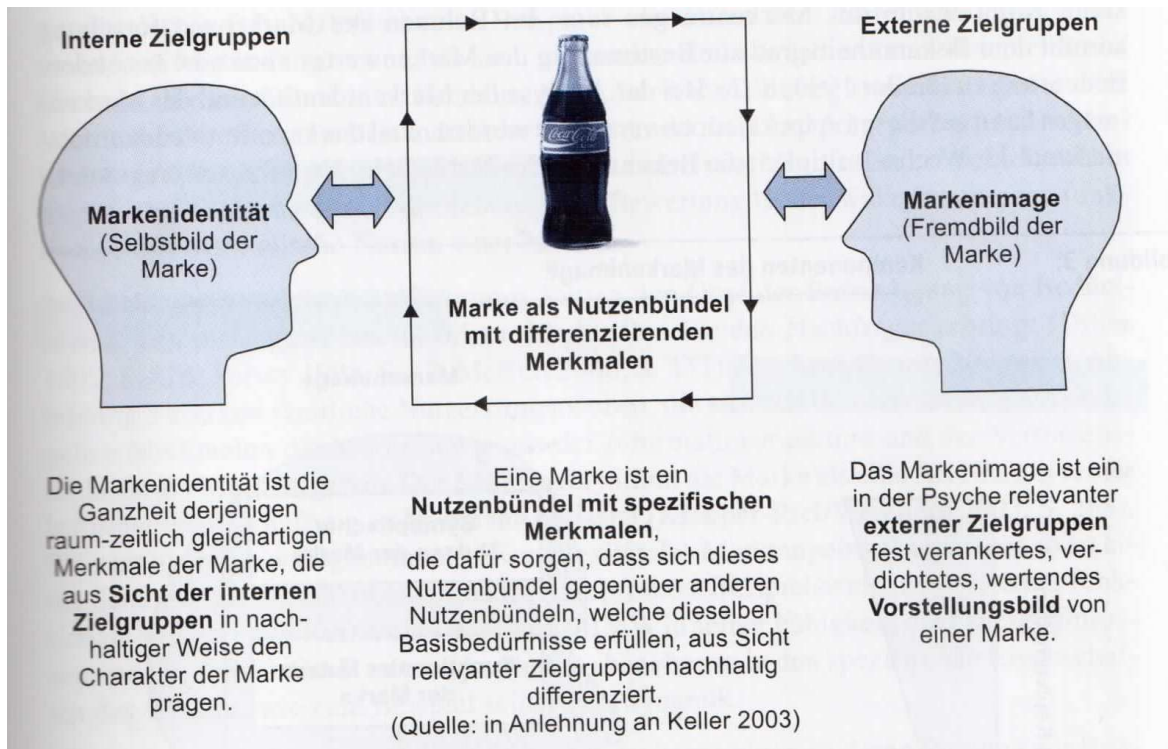 Interne Zielgruppen
Externe Zielgruppen
Coca-Cola
Markenidentität
(Selbstbild der
Marke)
Markenimage
(Fremdbild der
Marke)
Marke als Nutzenbündel
mit differenzierenden
Merkmalen
Die Markenidentität ist die
Ganzheit derjenigen
raum-zeitlich gleichartigen
Merkmale der Marke, die
aus Sicht der internen
Zielgruppen in nach-
haltiger Weise den
Charakter der Marke
prägen.
Eine Marke ist ein
Nutzenbündel mit spezifischen
Merkmalen,
die dafür sorgen, dass sich dieses
Nutzenbündel gegenüber anderen
Nutzenbündeln, welche dieselben
Basisbedürfnisse erfüllen, aus Sicht
relevanter Zielgruppen nachhaltig
differenziert.
(Quelle: in Anlehnung an Keller 2003)
Das Markenimage ist ein
in der Psyche relevanter
externer Zielgruppen
fest verankertes, ver-
dichtetes, wertendes
Vorstellungsbild von
einer Marke.